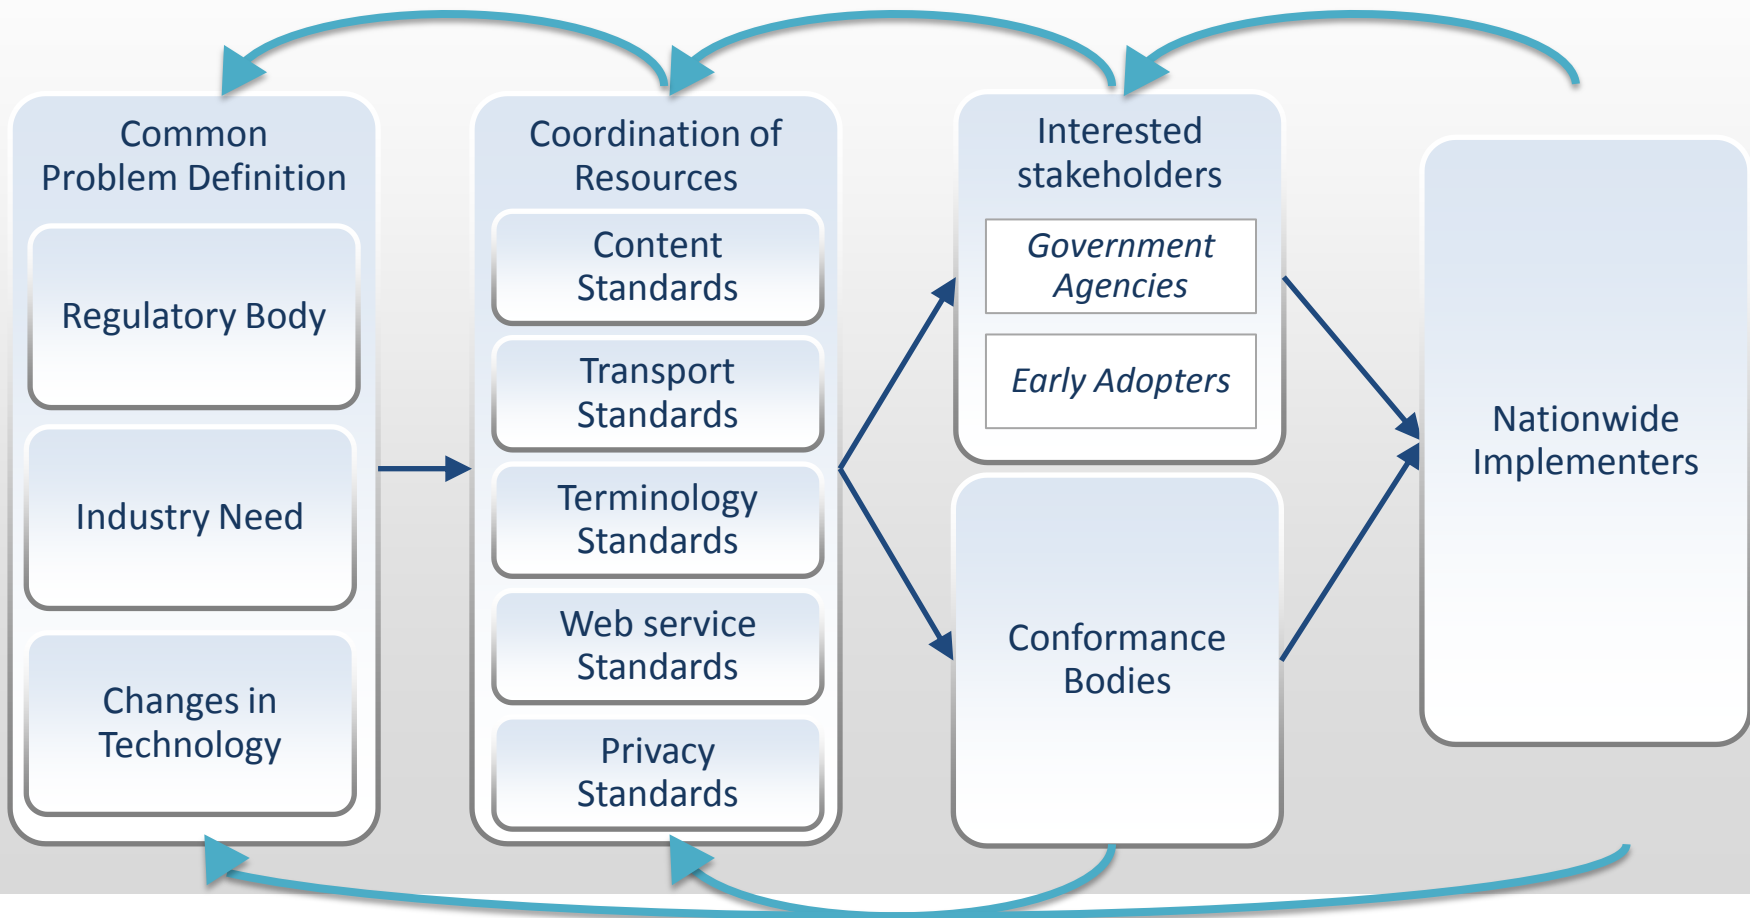 Common
Problem Definition
Regulatory Body
Industry Need
Changes in
Technology
Coordination of
Resources
Content
Standards
Transport
Standards
Terminology
Standards
Web service
Standards
Privacy
Standards
Interested
stakeholders
Government
Agencies
Early Adopters
Conformance
Bodies
Nationwide
Implementers